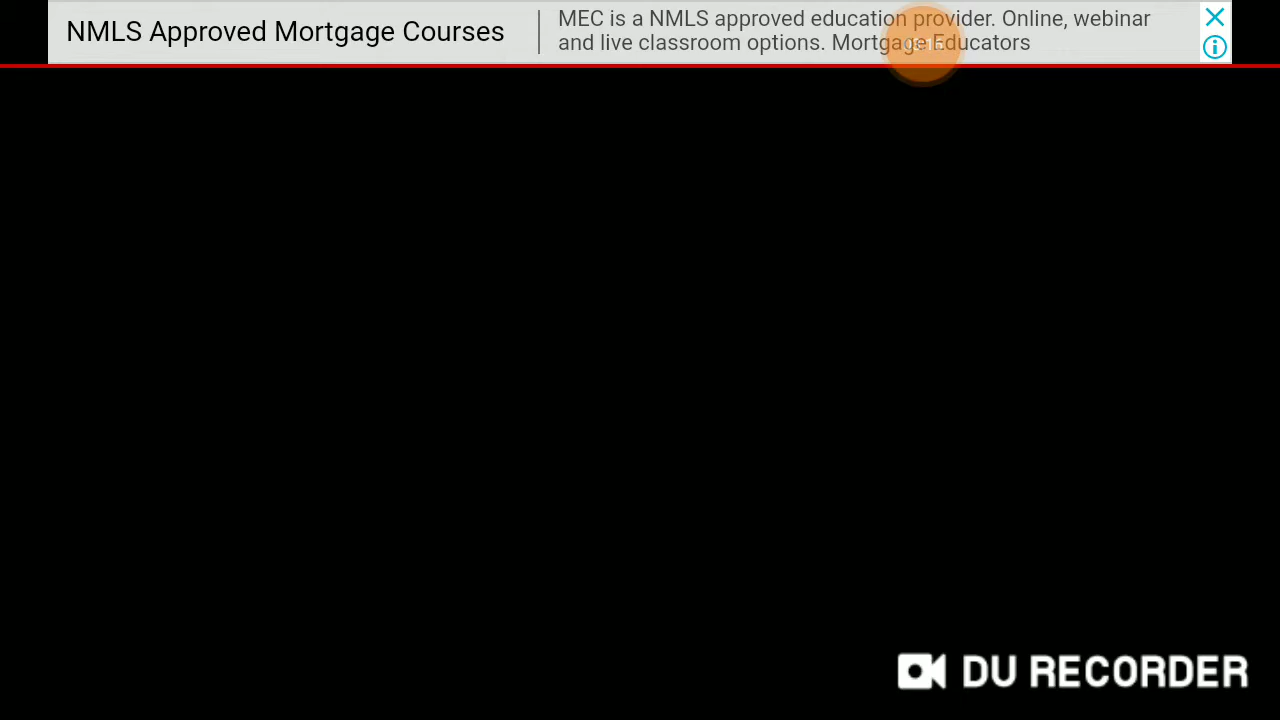 NMLS Approved Mortgage Courses
MEC is a NMLS approved education provider. Online, webinar
and live classroom options. Mortgage Educators
DU RECORDER